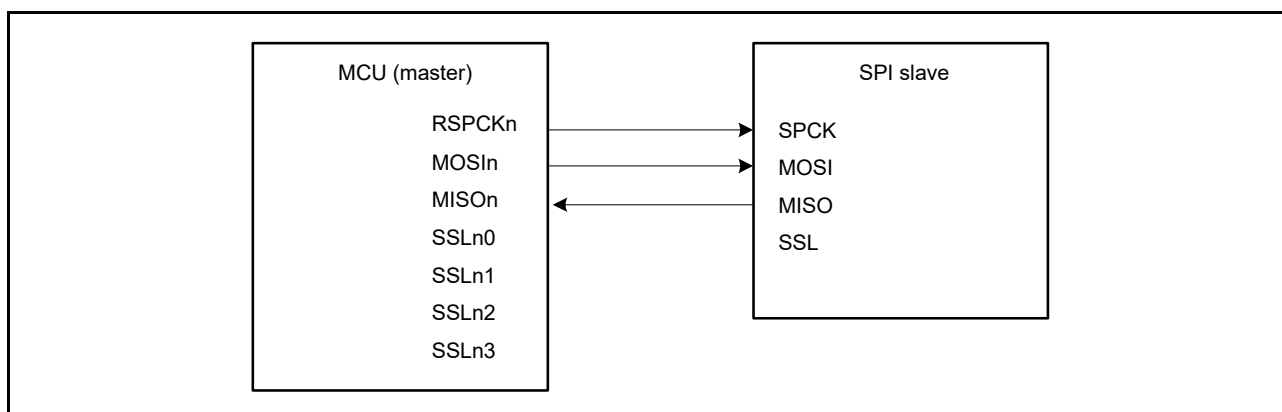 MCU (master)
RSPCKn
MOSIn
MISOn
SSLn0
SSLn1
SSLn2
SSLn3
SPI slave
SPCK
MOSI
MISO
SSL